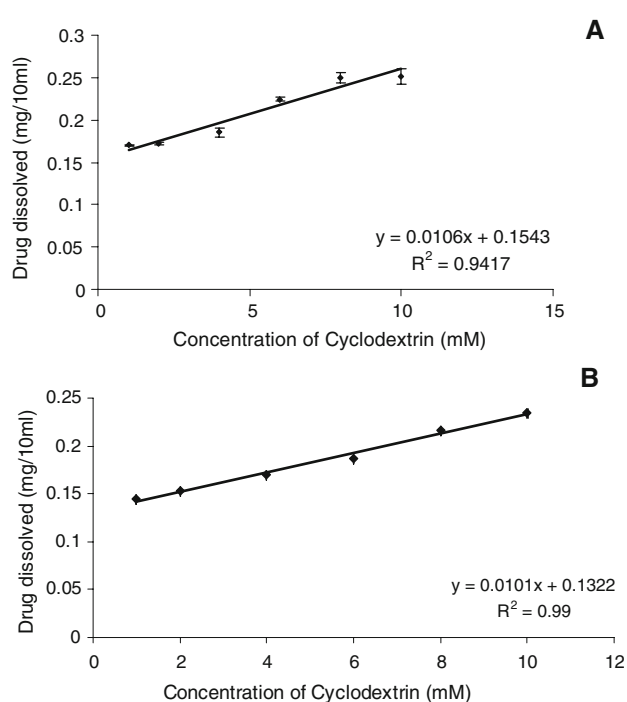 A
Drug dissolved (mg/10ml)
0.3
0.25
0.2
0.15
0.1
0.05
0
y = 0.0106x + 0.1543
R² = 0.9417
0 5 10 15
Concentration of Cyclodextrin (mM)
B
Drug dissolved (mg/10ml)
0.25
0.2
0.15
0.1
0.05
0
y = 0.0101x + 0.1322
R² = 0.99
0 2 4 6 8 10 12
Concentration of Cyclodextrin (mM)